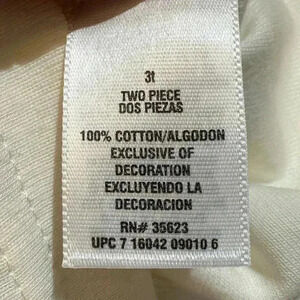 3t
TWO PIECE
DOS PIEZAS
100% COTTON/ALGODON
EXCLUSIVE OF
DECORATION
EXCLUYENDO LA
DECORACION
RN# 35623
UPC 7 16042 09010 6